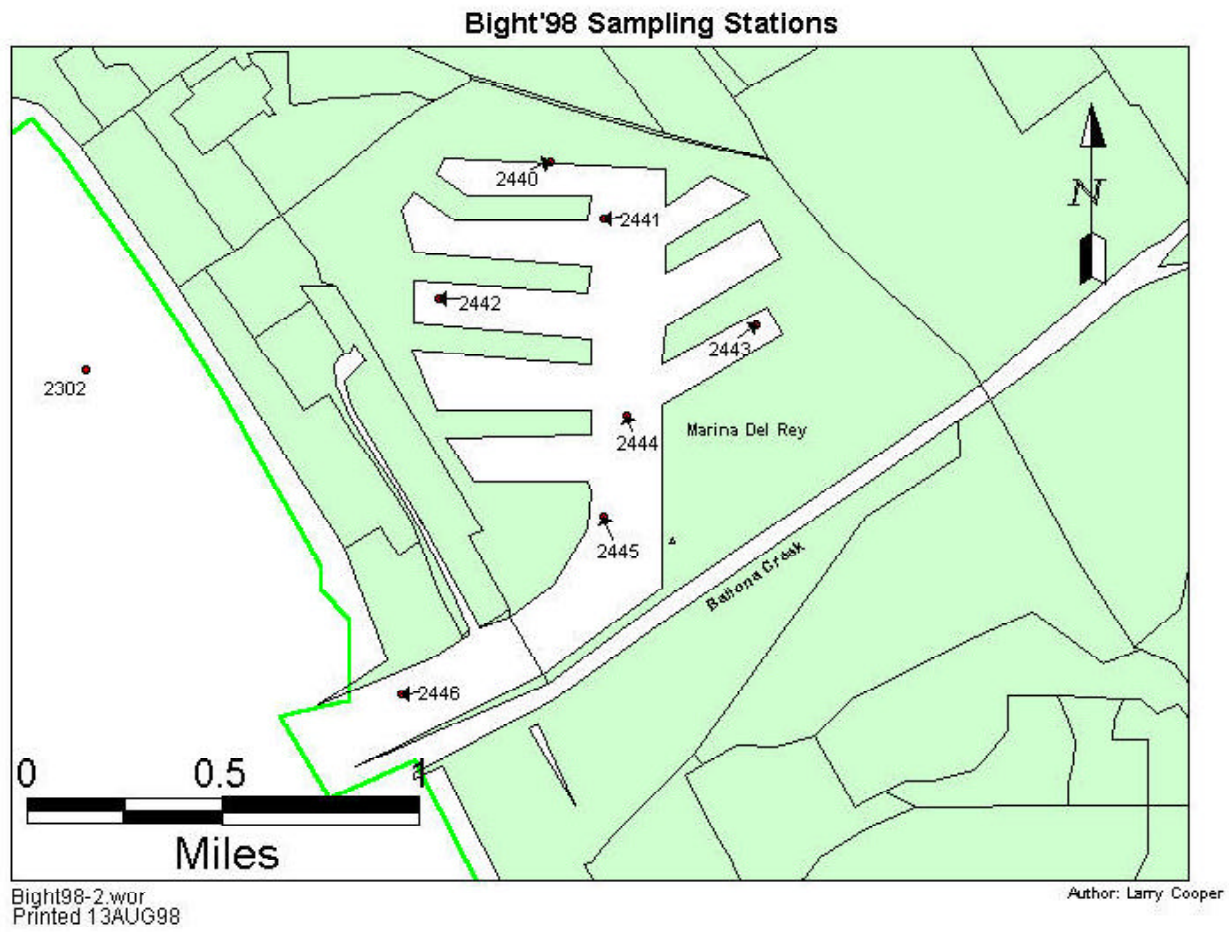 Bight'98 Sampling Stations
2440
2441
N
2442
2443
2302
2444
Marina Del Rey
2445
Ballona Creek
2446
0 0.5 1
Miles
Bight98-2.wor
Printed 13AUG98
Author: Larry Cooper